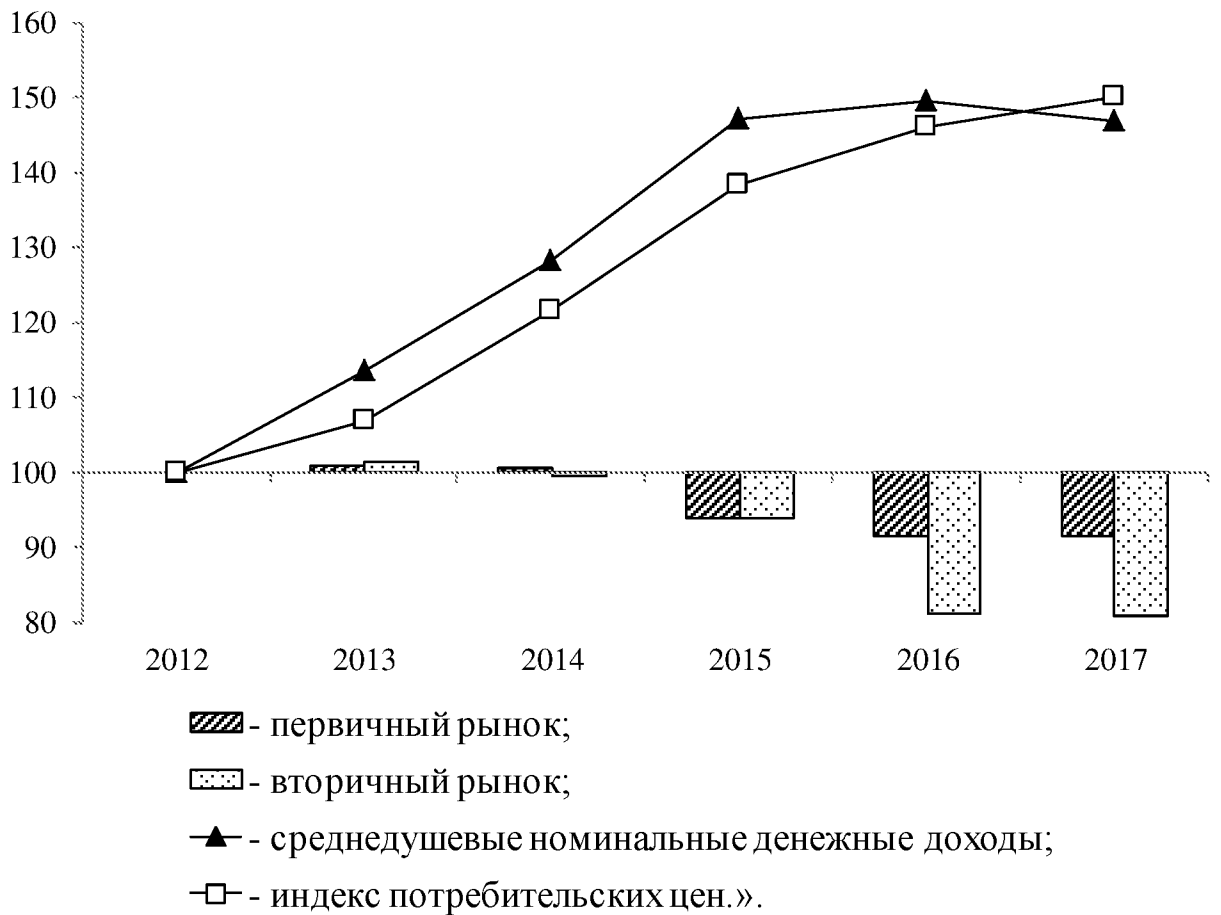 160
150
140
130
120
110
100
90
80
2012 2013 2014 2015 2016 2017
- первичный рынок;
- вторичный рынок;
- среднедушевые номинальные денежные доходы;
- индекс потребительских цен.».